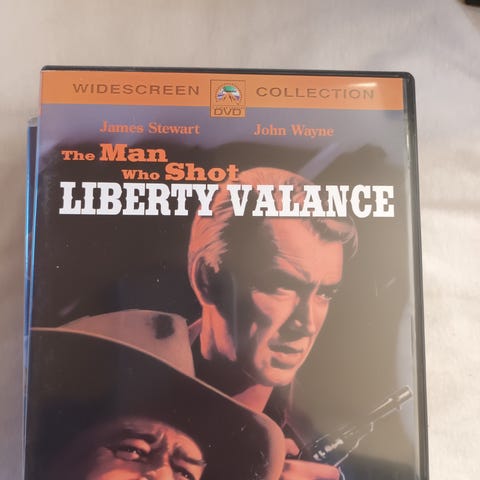 WIDESCREEN DVD COLLECTION
James Stewart John Wayne
The Man
Who Shot
LIBERTY VALANCE